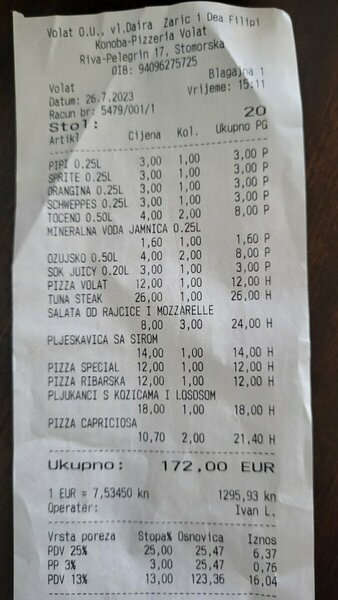 Volat O.U., vl.Daira Zaric i Dea Filipi
Konoba-Pizzeria Volat
Riva-Pelegrin 17, Stomorska
OIB: 94096275725
Blagajna 1
Volat
Vrijeme: 15:11
Datum: 26.7.2023
Racun br: 5479/001/1
Stol: 20
Artikl Cijena Kol. Ukupno PG
PIPI 0.25L 3,00 1,00 3,00 P
SPRITE 0.25L 3,00 1,00 3,00 P
ORANGINA 0.25L 3,00 1,00 3,00 P
SCHWEPPES 0.25L 3,00 1,00 3,00 P
TOCENO 0.50L 4,00 2,00 8,00 P
MINERALNA VODA JAMNICA 0.25L
1,60 1,00 1,60 P
OZUJSKO 0.50L 4,00 2,00 8,00 P
SOK JUICY 0.20L 3,00 1,00 3,00 P
PIZZA VOLAT 12,00 1,00 12,00 H
TUNA STEAK 26,00 1,00 26,00 H
SALATA OD RAJCICE I MOZZARELLE
8,00 3,00 24,00 H
PLJESKAVICA SA SIROM
14,00 1,00 14,00 H
PIZZA SPECIAL 12,00 1,00 12,00 H
PIZZA RIBARSKA 12,00 1,00 12,00 H
PLJUKANCI S KOZICAMA I LOSOSOM
18,00 1,00 18,00 H
PIZZA CAPRICIOSA
10,70 2,00 21,40 H
Ukupno: 172,00 EUR
1 EUR = 7,53450 kn 1295,93 kn
Operater: Ivan L.
Vrsta poreza Stopa% Osnovica Iznos
PDV 25% 25,00 25,47 6,37
PP 3% 3,00 25,47 0,76
PDV 13% 13,00 123,36 16,04